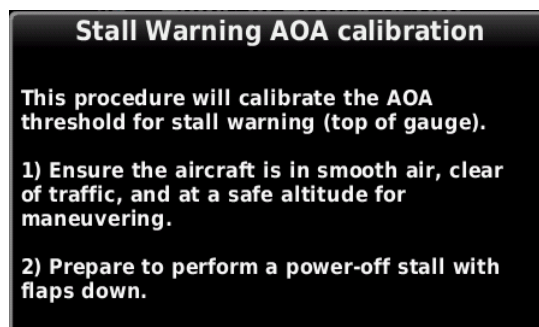 Stall Warning AOA calibration
This procedure will calibrate the AOA
threshold for stall warning (top of gauge).
1) Ensure the aircraft is in smooth air, clear
of traffic, and at a safe altitude for
maneuvering.
2) Prepare to perform a power-off stall with
flaps down.